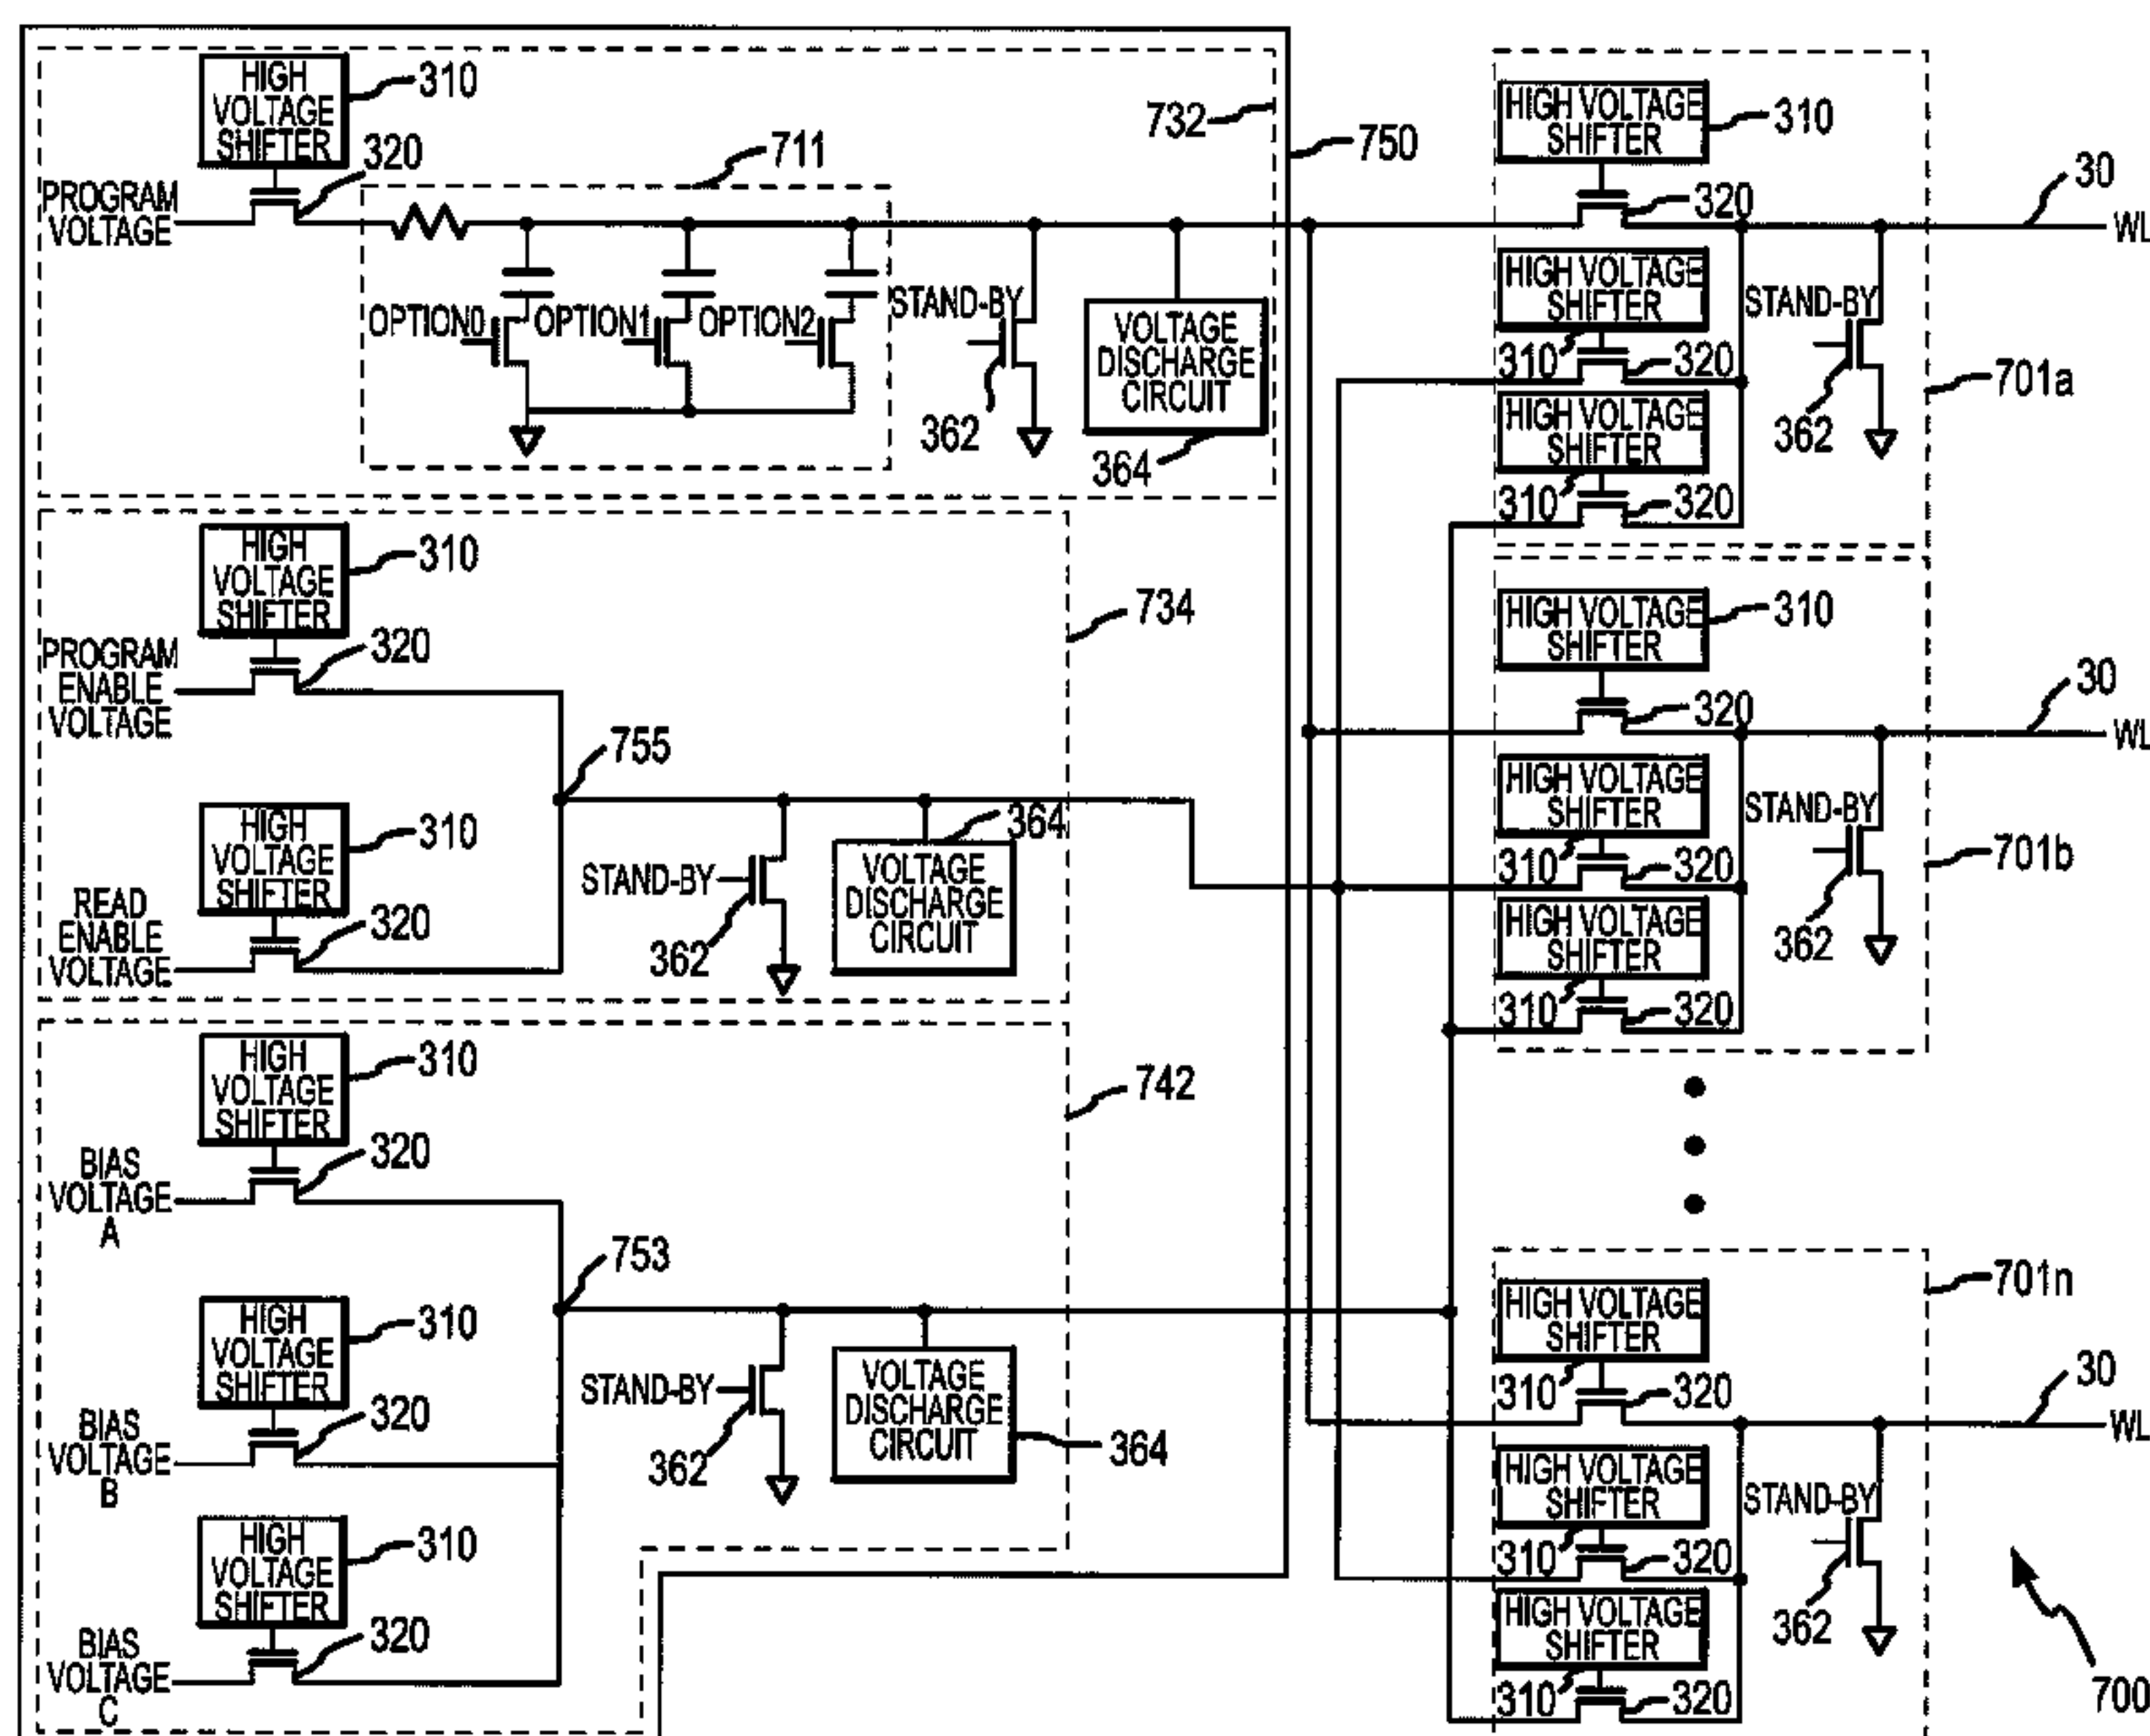 HIGH
VOLTAGE
SHIFTER
310
320
PROGRAM
VOLTAGE
711
OPTION0
OPTION1
OPTION2
STAND-BY
362
VOLTAGE
DISCHARGE
CIRCUIT
364
732
750
HIGH
VOLTAGE
SHIFTER
310
320
PROGRAM
ENABLE
VOLTAGE
734
755
HIGH
VOLTAGE
SHIFTER
310
320
READ
ENABLE
VOLTAGE
STAND-BY
362
364
VOLTAGE
DISCHARGE
CIRCUIT
HIGH
VOLTAGE
SHIFTER
310
320
BIAS
VOLTAGE
A
742
753
HIGH
VOLTAGE
SHIFTER
310
320
BIAS
VOLTAGE
B
STAND-BY
362
VOLTAGE
DISCHARGE
CIRCUIT
364
HIGH
VOLTAGE
SHIFTER
310
320
BIAS
VOLTAGE
C
HIGH VOLTAGE
SHIFTER
310
320
30
WL
HIGH VOLTAGE
SHIFTER
310
320
STAND-BY
362
701a
HIGH VOLTAGE
SHIFTER
310
320
HIGH VOLTAGE
SHIFTER
310
320
30
WL
HIGH VOLTAGE
SHIFTER
310
320
STAND-BY
362
701b
HIGH VOLTAGE
SHIFTER
310
320
701n
HIGH VOLTAGE
SHIFTER
310
320
30
WL
HIGH VOLTAGE
SHIFTER
310
320
STAND-BY
362
HIGH VOLTAGE
SHIFTER
310
320
700